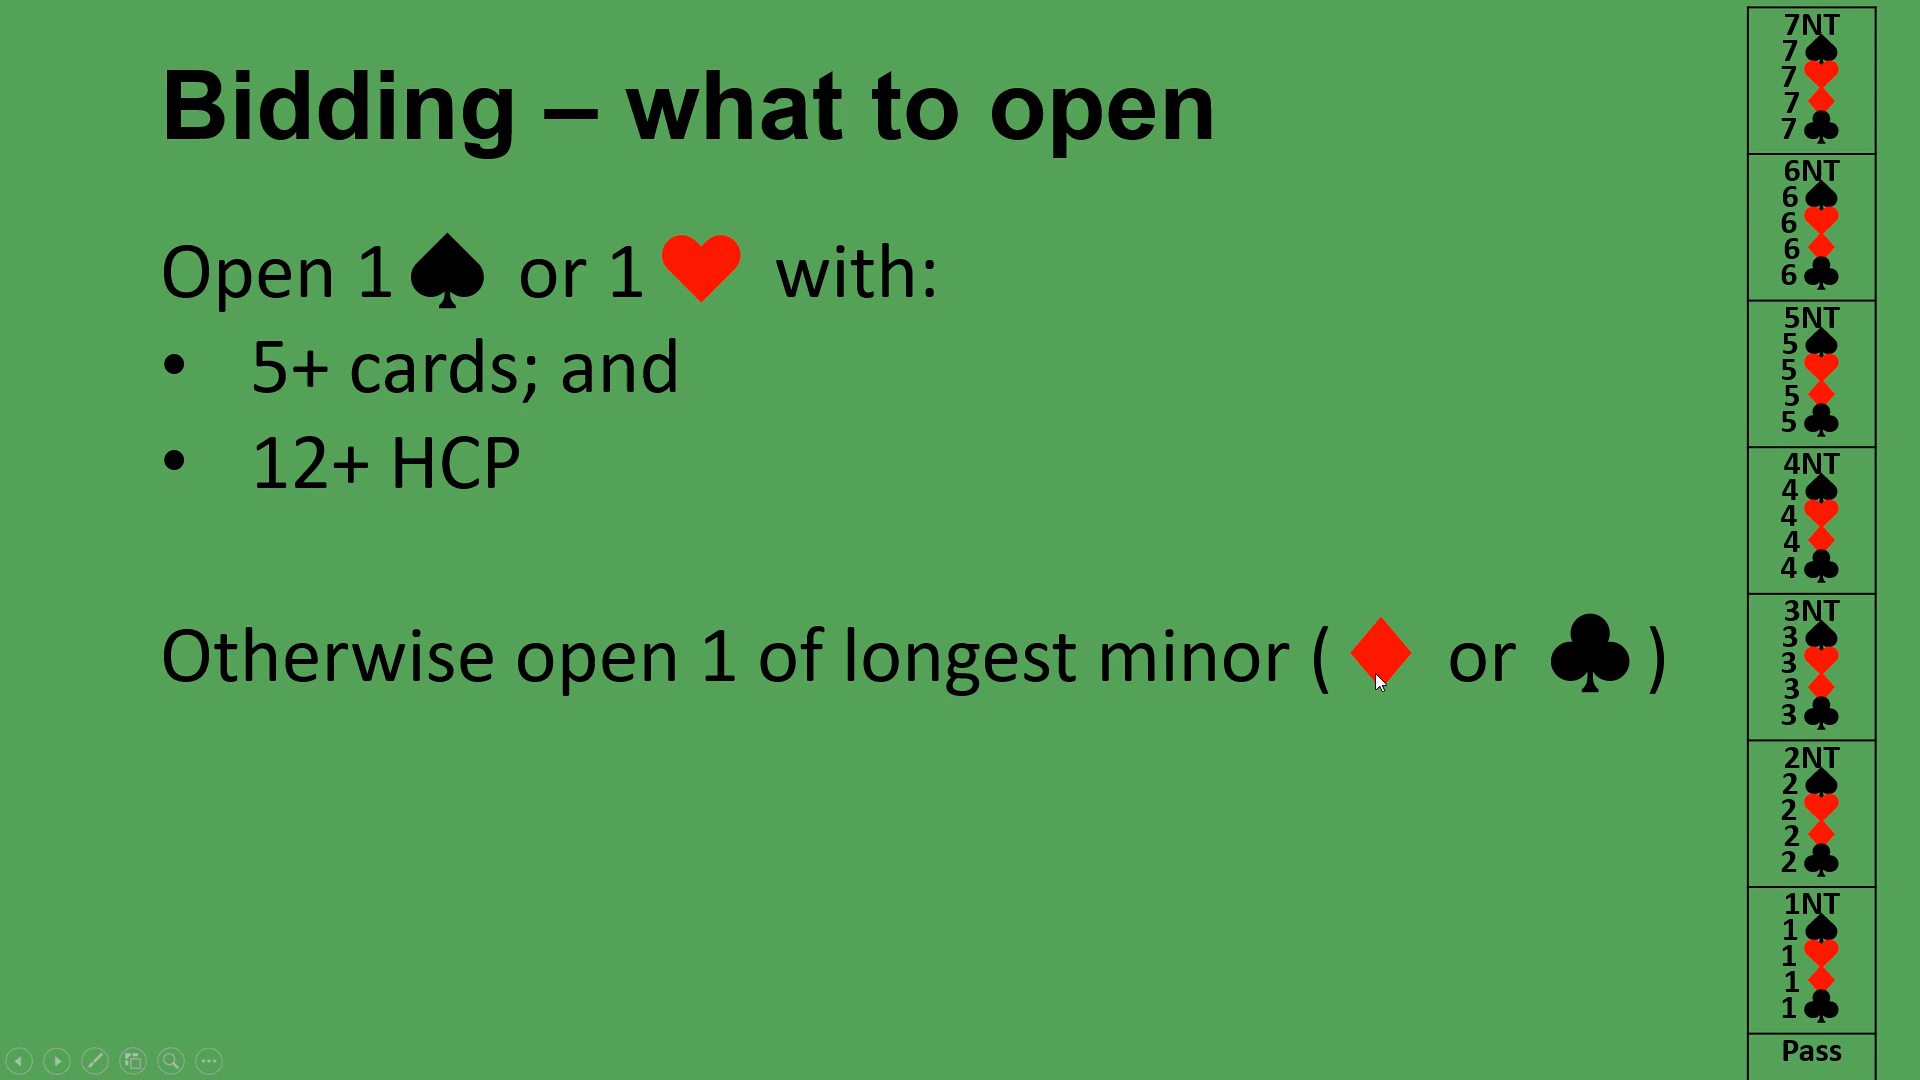 Bidding – what to open
Open 1♠ or 1♥ with:
• 5+ cards; and
• 12+ HCP
Otherwise open 1 of longest minor (♦ or ♣)
7NT
7♠
7♥
7♦
7♣
6NT
6♠
6♥
6♦
6♣
5NT
5♠
5♥
5♦
5♣
4NT
4♠
4♥
4♦
4♣
3NT
3♠
3♥
3♦
3♣
2NT
2♠
2♥
2♦
2♣
1NT
1♠
1♥
1♦
1♣
Pass